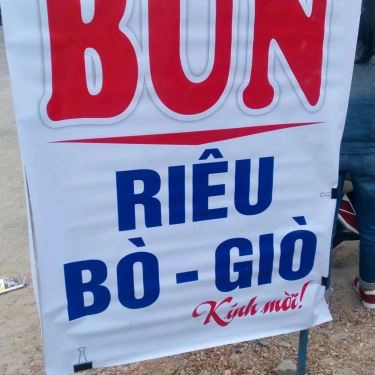 BÚN
RIÊU
BÒ - GIÒ
Kính mời!